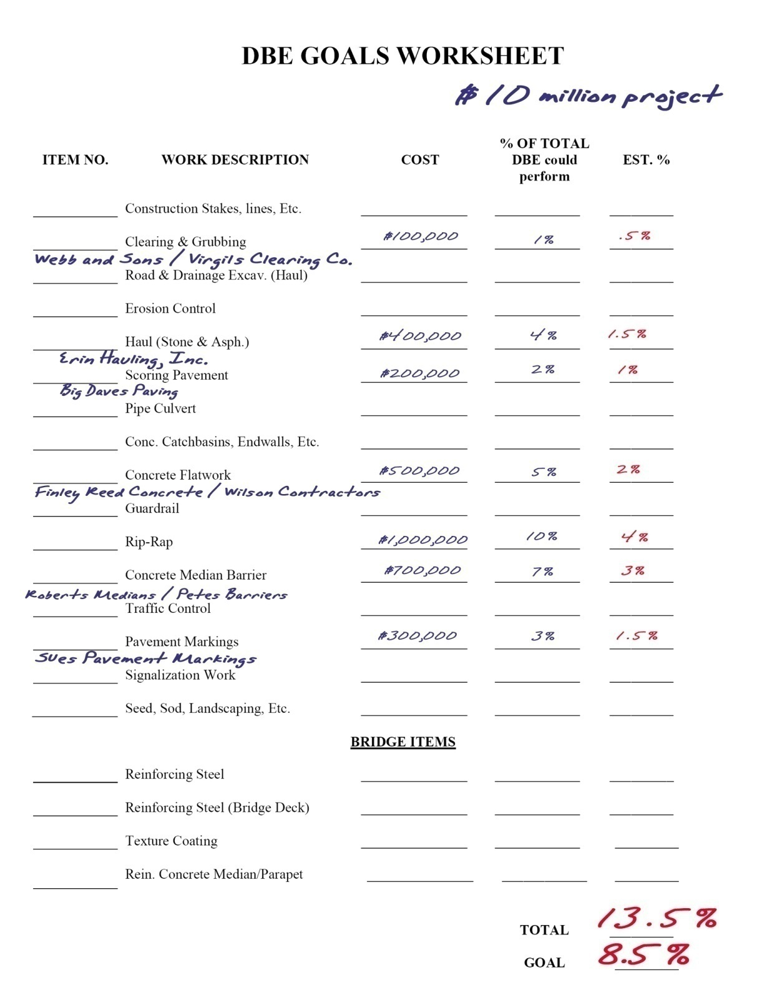 DBE GOALS WORKSHEET
$10 million project
ITEM NO. WORK DESCRIPTION COST % OF TOTAL DBE could perform EST. %
Construction Stakes, lines, Etc.
Clearing & Grubbing $100,000 1% .5%
Webb and Sons / Virgils Clearing Co.
Road & Drainage Excav. (Haul)
Erosion Control
Haul (Stone & Asph.) $400,000 4% 1.5%
Erin Hauling, Inc.
Scoring Pavement $200,000 2% 1%
Big Daves Paving
Pipe Culvert
Conc. Catchbasins, Endwalls, Etc.
Concrete Flatwork $500,000 5% 2%
Finley Reed Concrete / Wilson Contractors
Guardrail
Rip-Rap $1,000,000 10% 4%
Concrete Median Barrier $700,000 7% 3%
Roberts Medians / Petes Barriers
Traffic Control
Pavement Markings $300,000 3% 1.5%
Sues Pavement Markings
Signalization Work
Seed, Sod, Landscaping, Etc.
BRIDGE ITEMS
Reinforcing Steel
Reinforcing Steel (Bridge Deck)
Texture Coating
Rein. Concrete Median/Parapet
TOTAL 13.5%
GOAL 8.5%